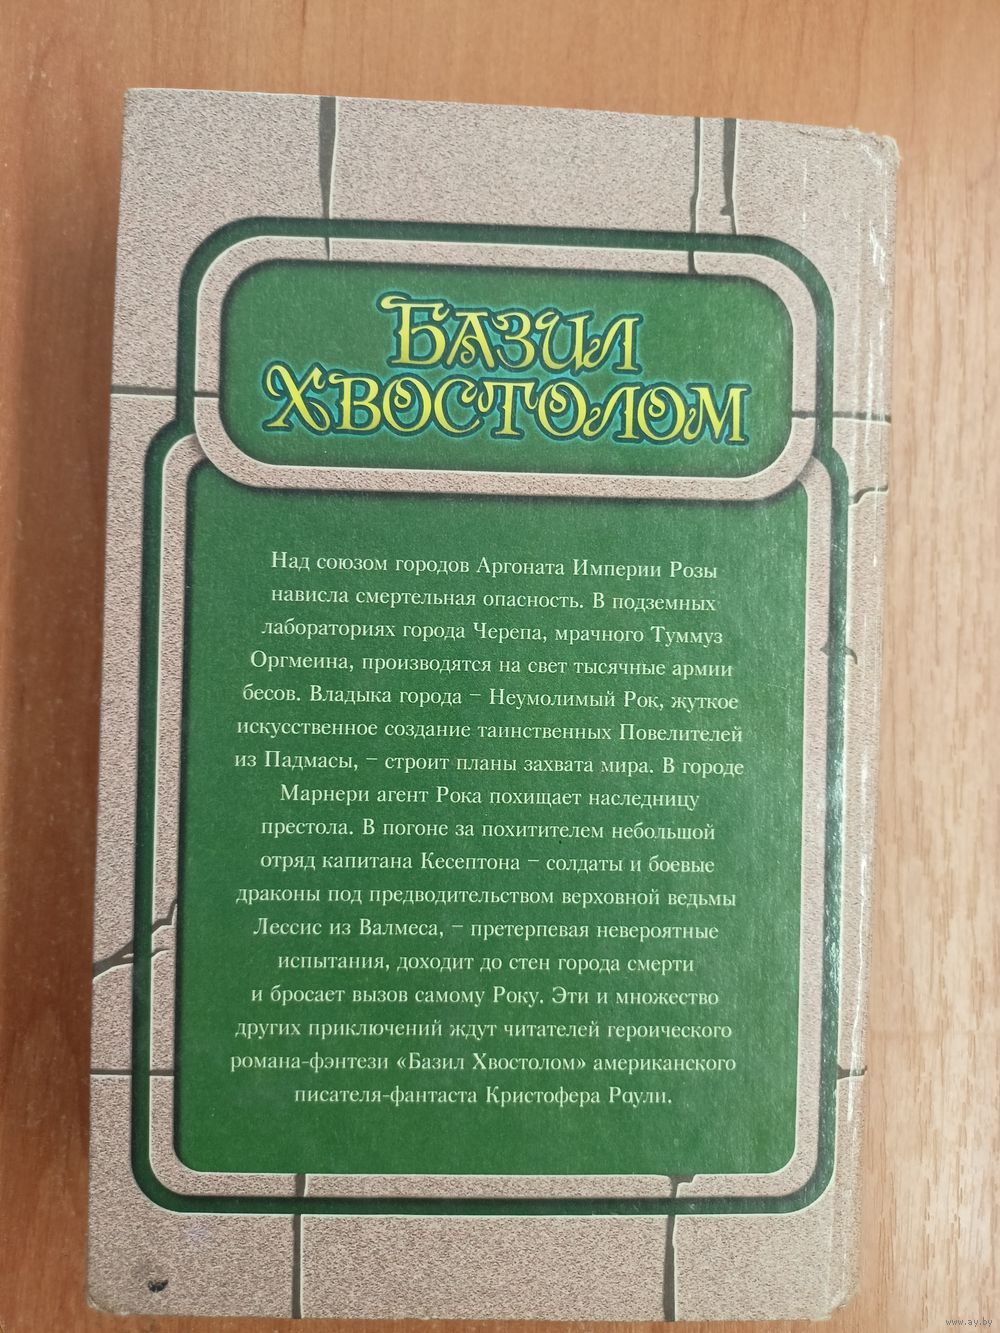 БАЗИЛ
ХВОСТОЛОМ
Над союзом городов Аргоната Империи Розы
нависла смертельная опасность. В подземных
лабораториях города Черепа, мрачного Туммуз
Оргмеина, производятся на свет тысячные армии
бесов. Владыка города – Неумолимый Рок, жуткое
искусственное создание таинственных Повелителей
из Падмасы, – строит планы захвата мира. В городе
Марнери агент Рока похищает наследницу
престола. В погоне за похитителем небольшой
отряд капитана Кесептона – солдаты и боевые
драконы под предводительством верховной ведьмы
Лессис из Валмеса, – претерпевая невероятные
испытания, доходит до стен города смерти
и бросает вызов самому Року. Эти и множество
других приключений ждут читателей героического
романа-фэнтези «Базил Хвостолом» американского
писателя-фантаста Кристофера Роули.
www.ay.by